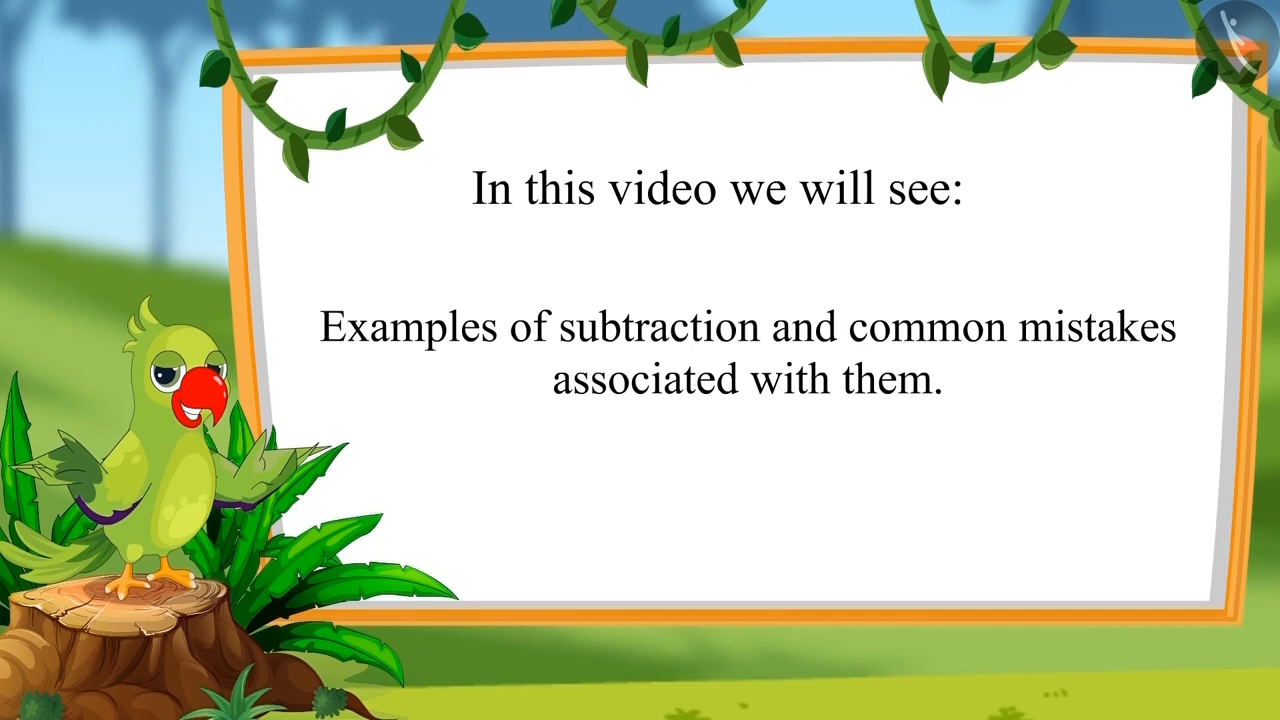 In this video we will see:
Examples of subtraction and common mistakes
associated with them.